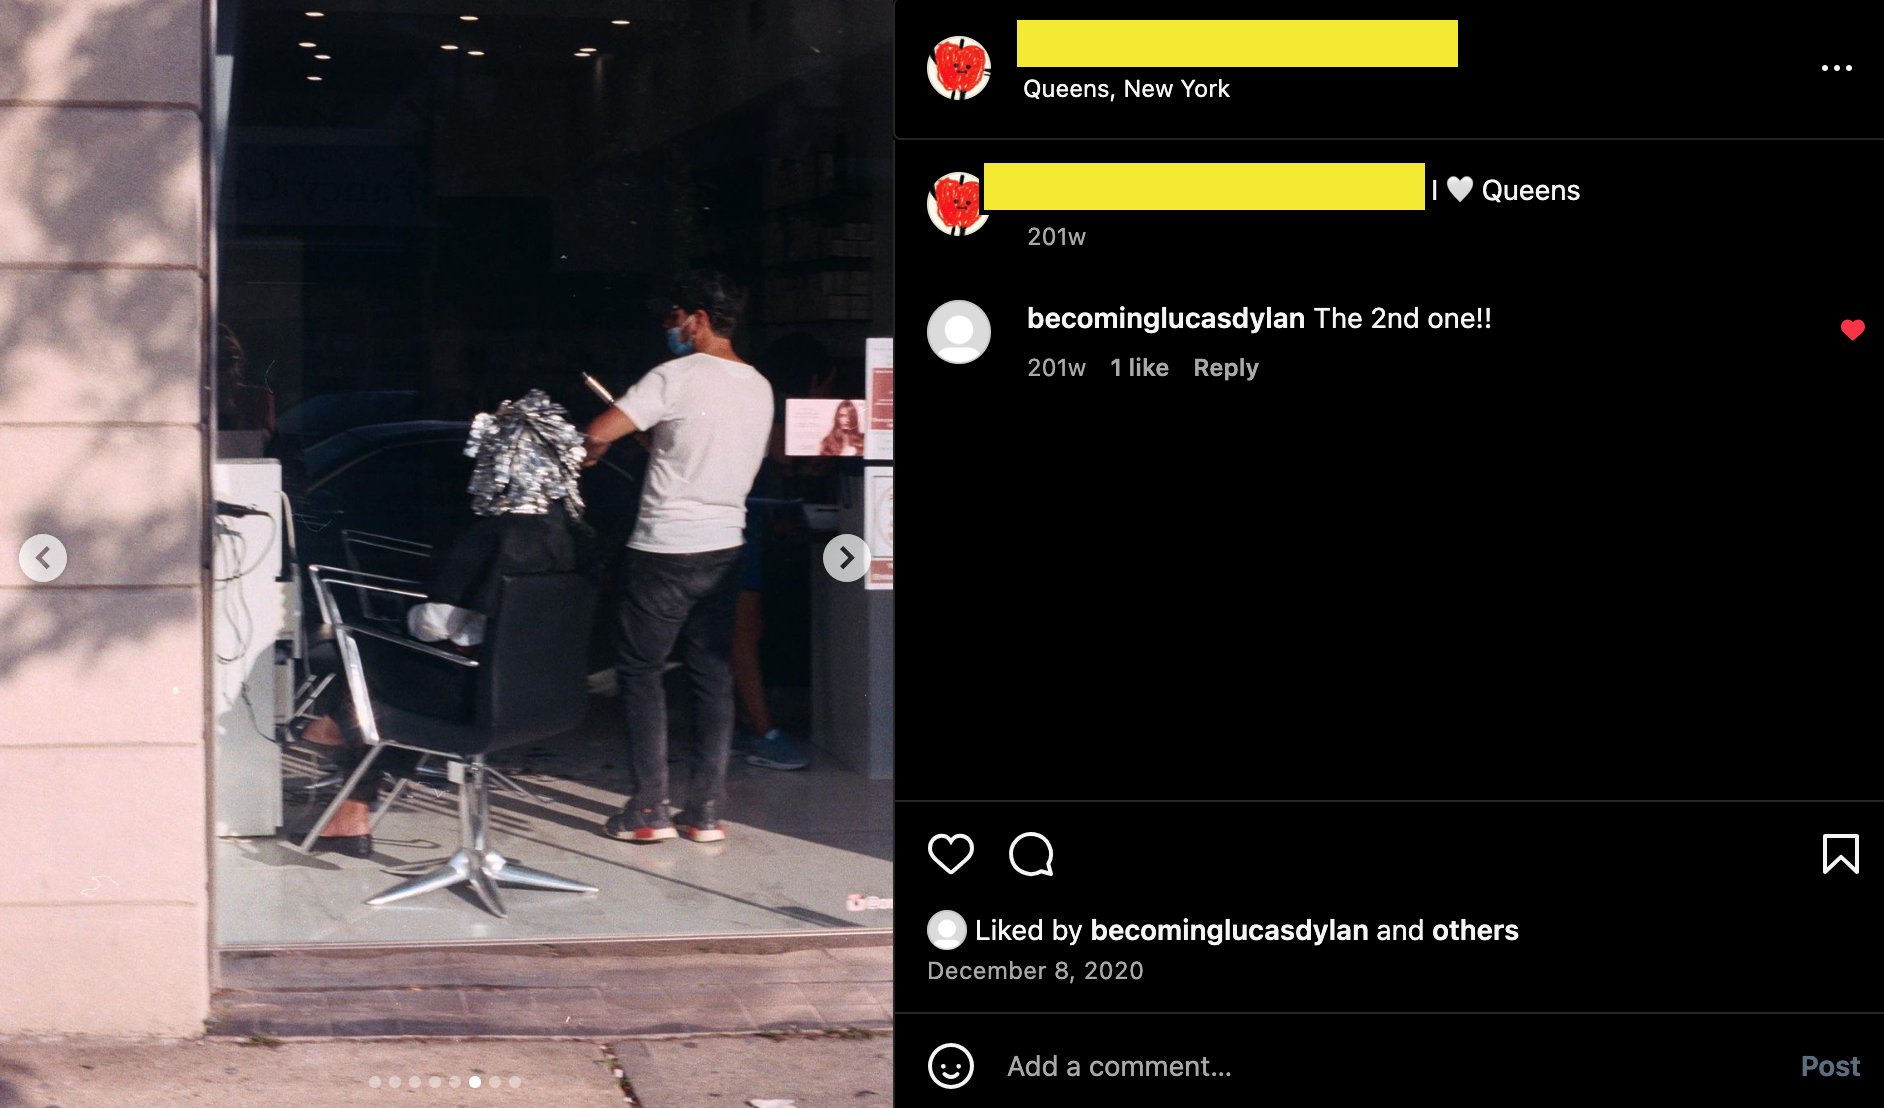 Queens, New York
I 🤍 Queens
201w
becominglucasdylan The 2nd one!!
201w 1 like Reply
Liked by becominglucasdylan and others
December 8, 2020
Add a comment... Post